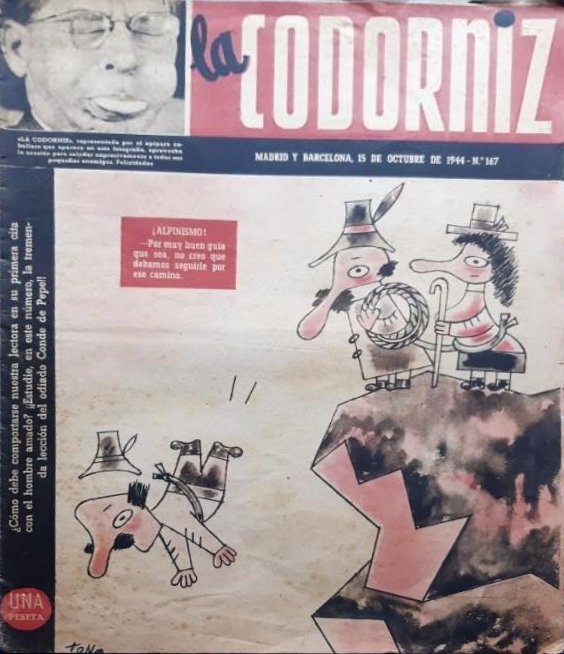 la CODORNIZ
«LA CODORNIZ», representada por el opíparo ca-
ballero que aparece en esta fotografía, aprovecha
la ocasión para saludar expresivamente a todos sus
pequeños enemigos. Felicidades
MADRID Y BARCELONA, 15 DE OCTUBRE DE 1944 - N.º 167
¡ALPINISMO!
—Por muy buen guía
que sea, no creo que
debamos seguirle por
ese camino.
¿Cómo debe comportarse nuestra lectora en su primera cita
con el hombre amado? ¡¡Estudie, en este número, la tremen-
da lección del odiado Conde de Pepe!!
UNA
PESETA
TONO